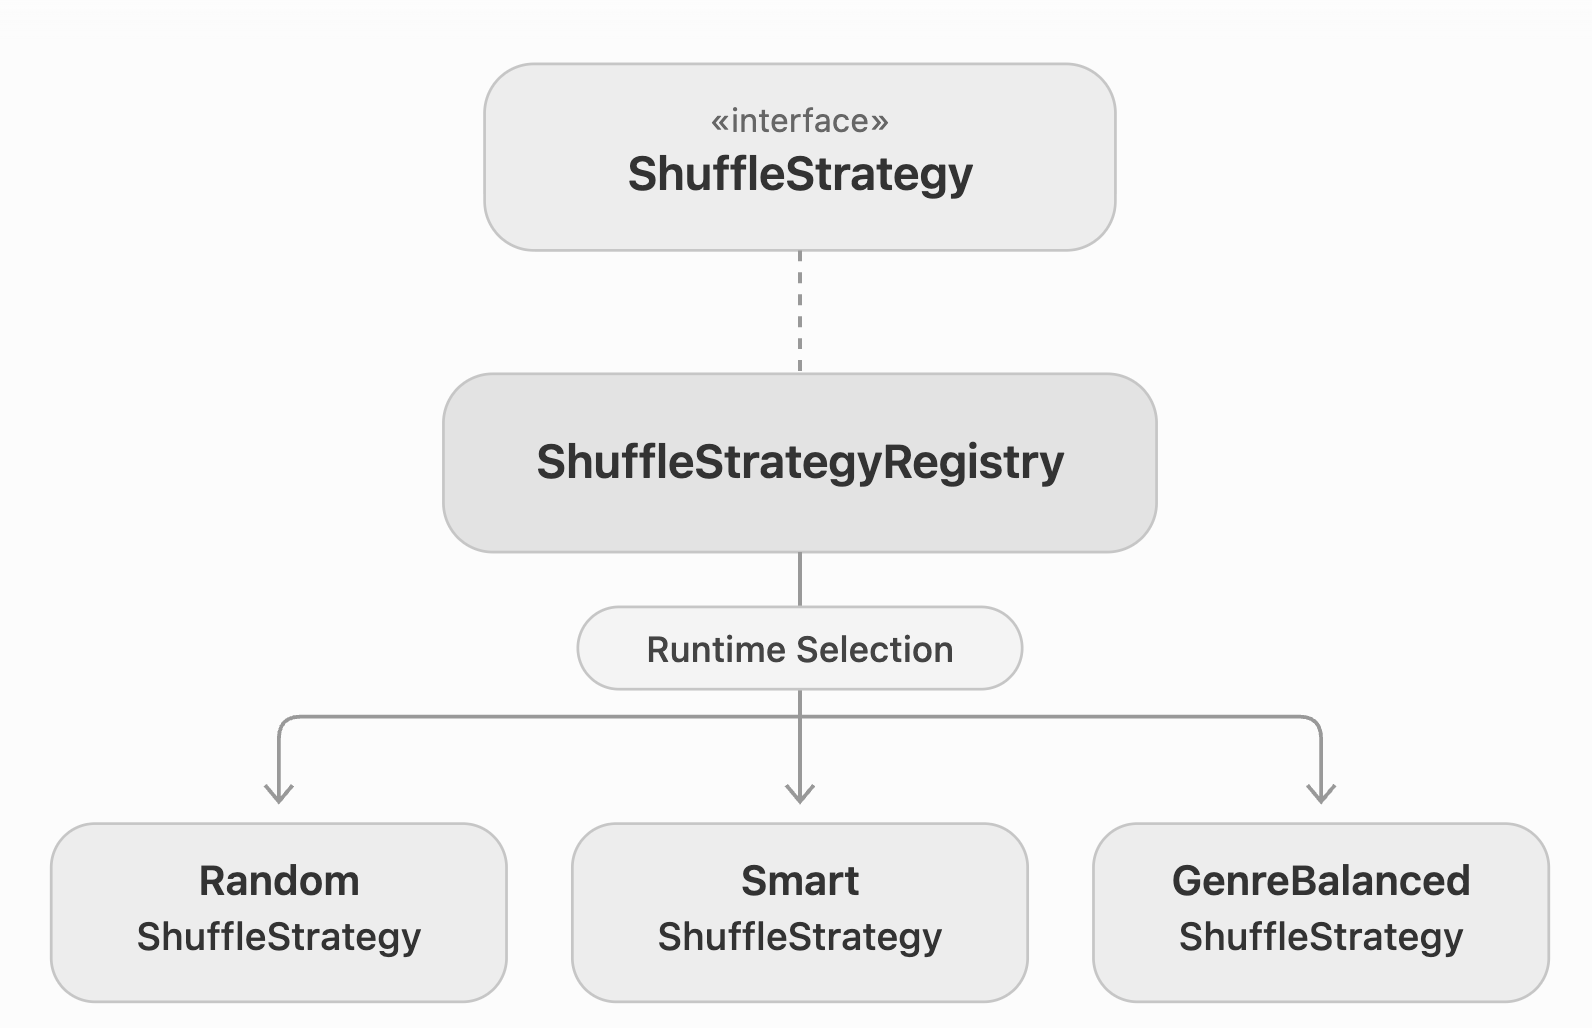 «interface»
ShuffleStrategy
ShuffleStrategyRegistry
Runtime Selection
Random
ShuffleStrategy
Smart
ShuffleStrategy
GenreBalanced
ShuffleStrategy